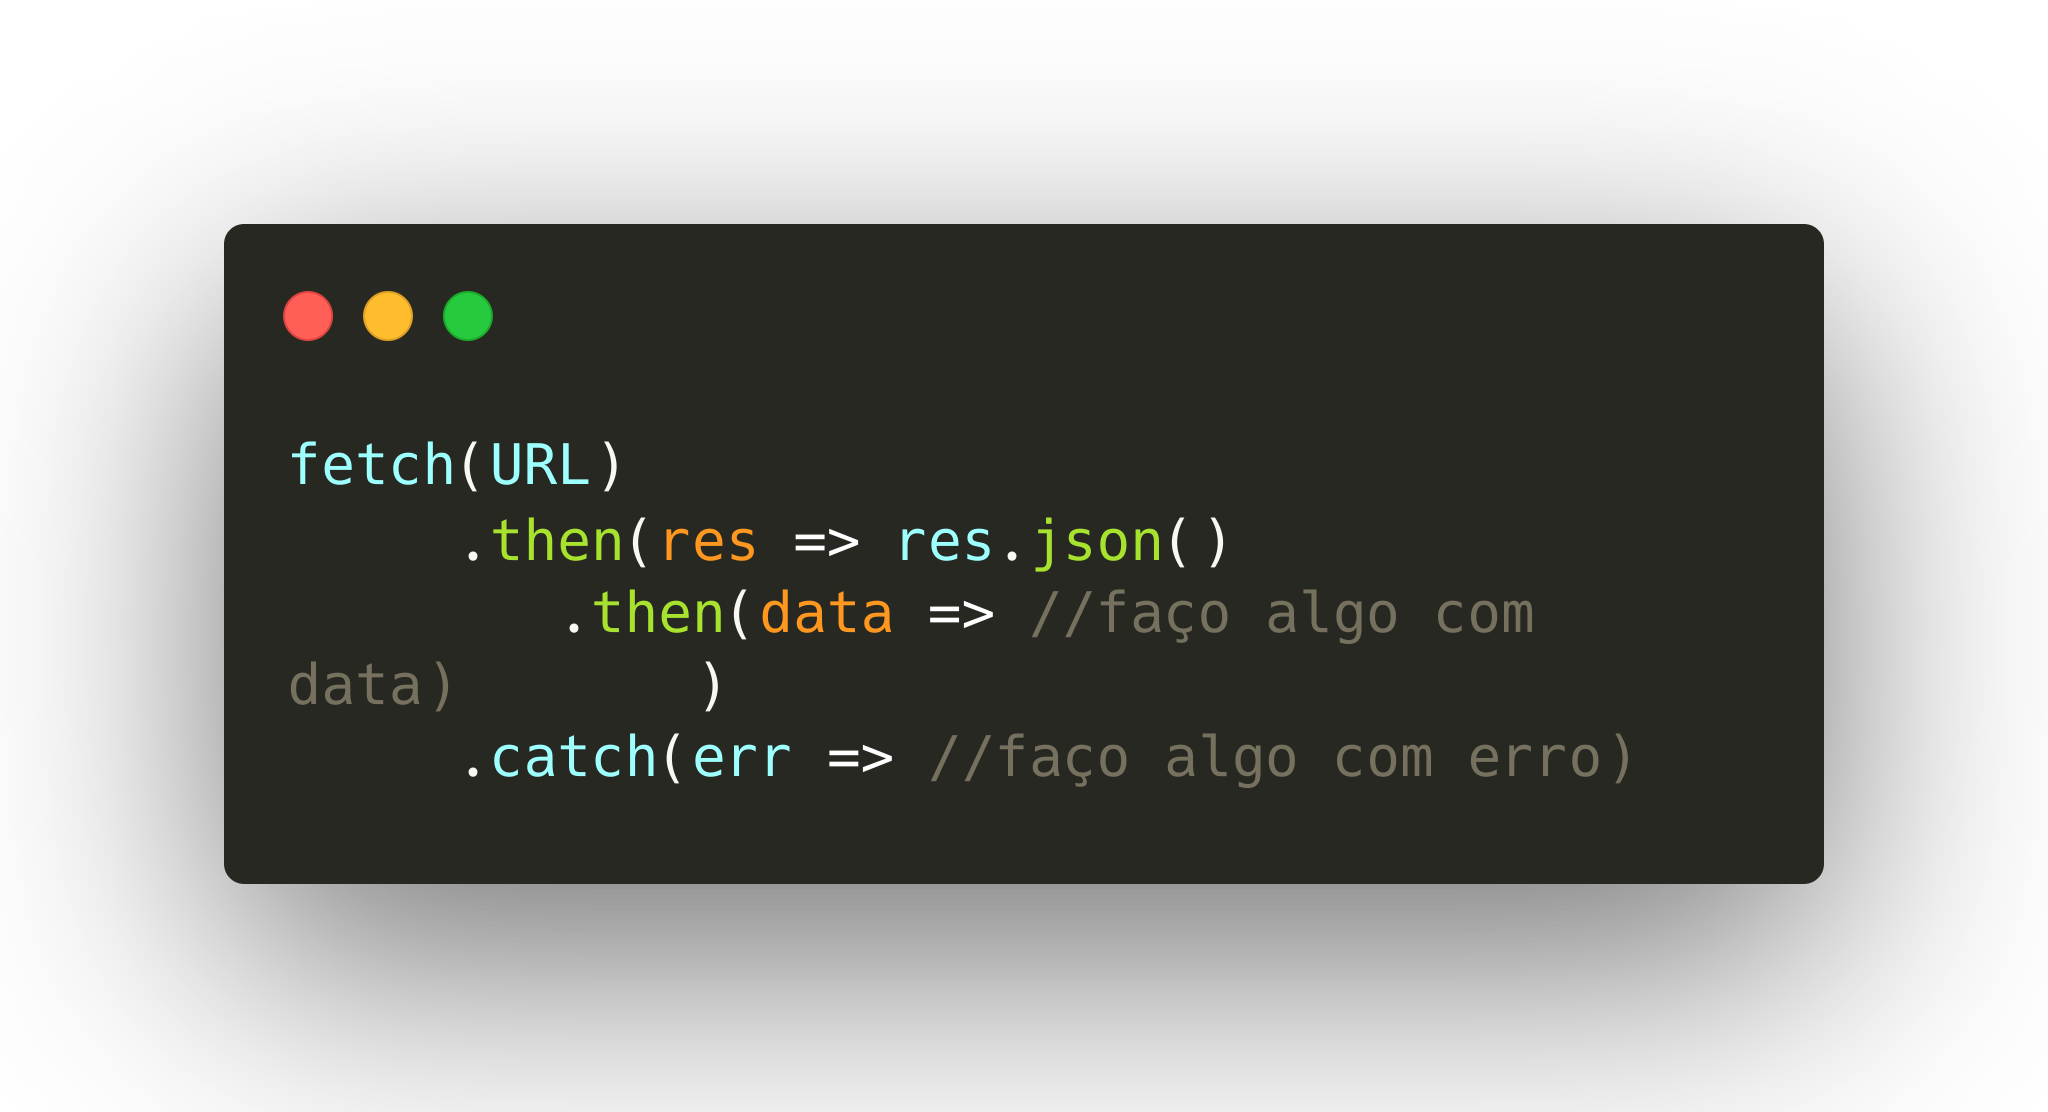 fetch(URL)
     .then(res => res.json()
        .then(data => //faço algo com
data)       )
     .catch(err => //faço algo com erro)